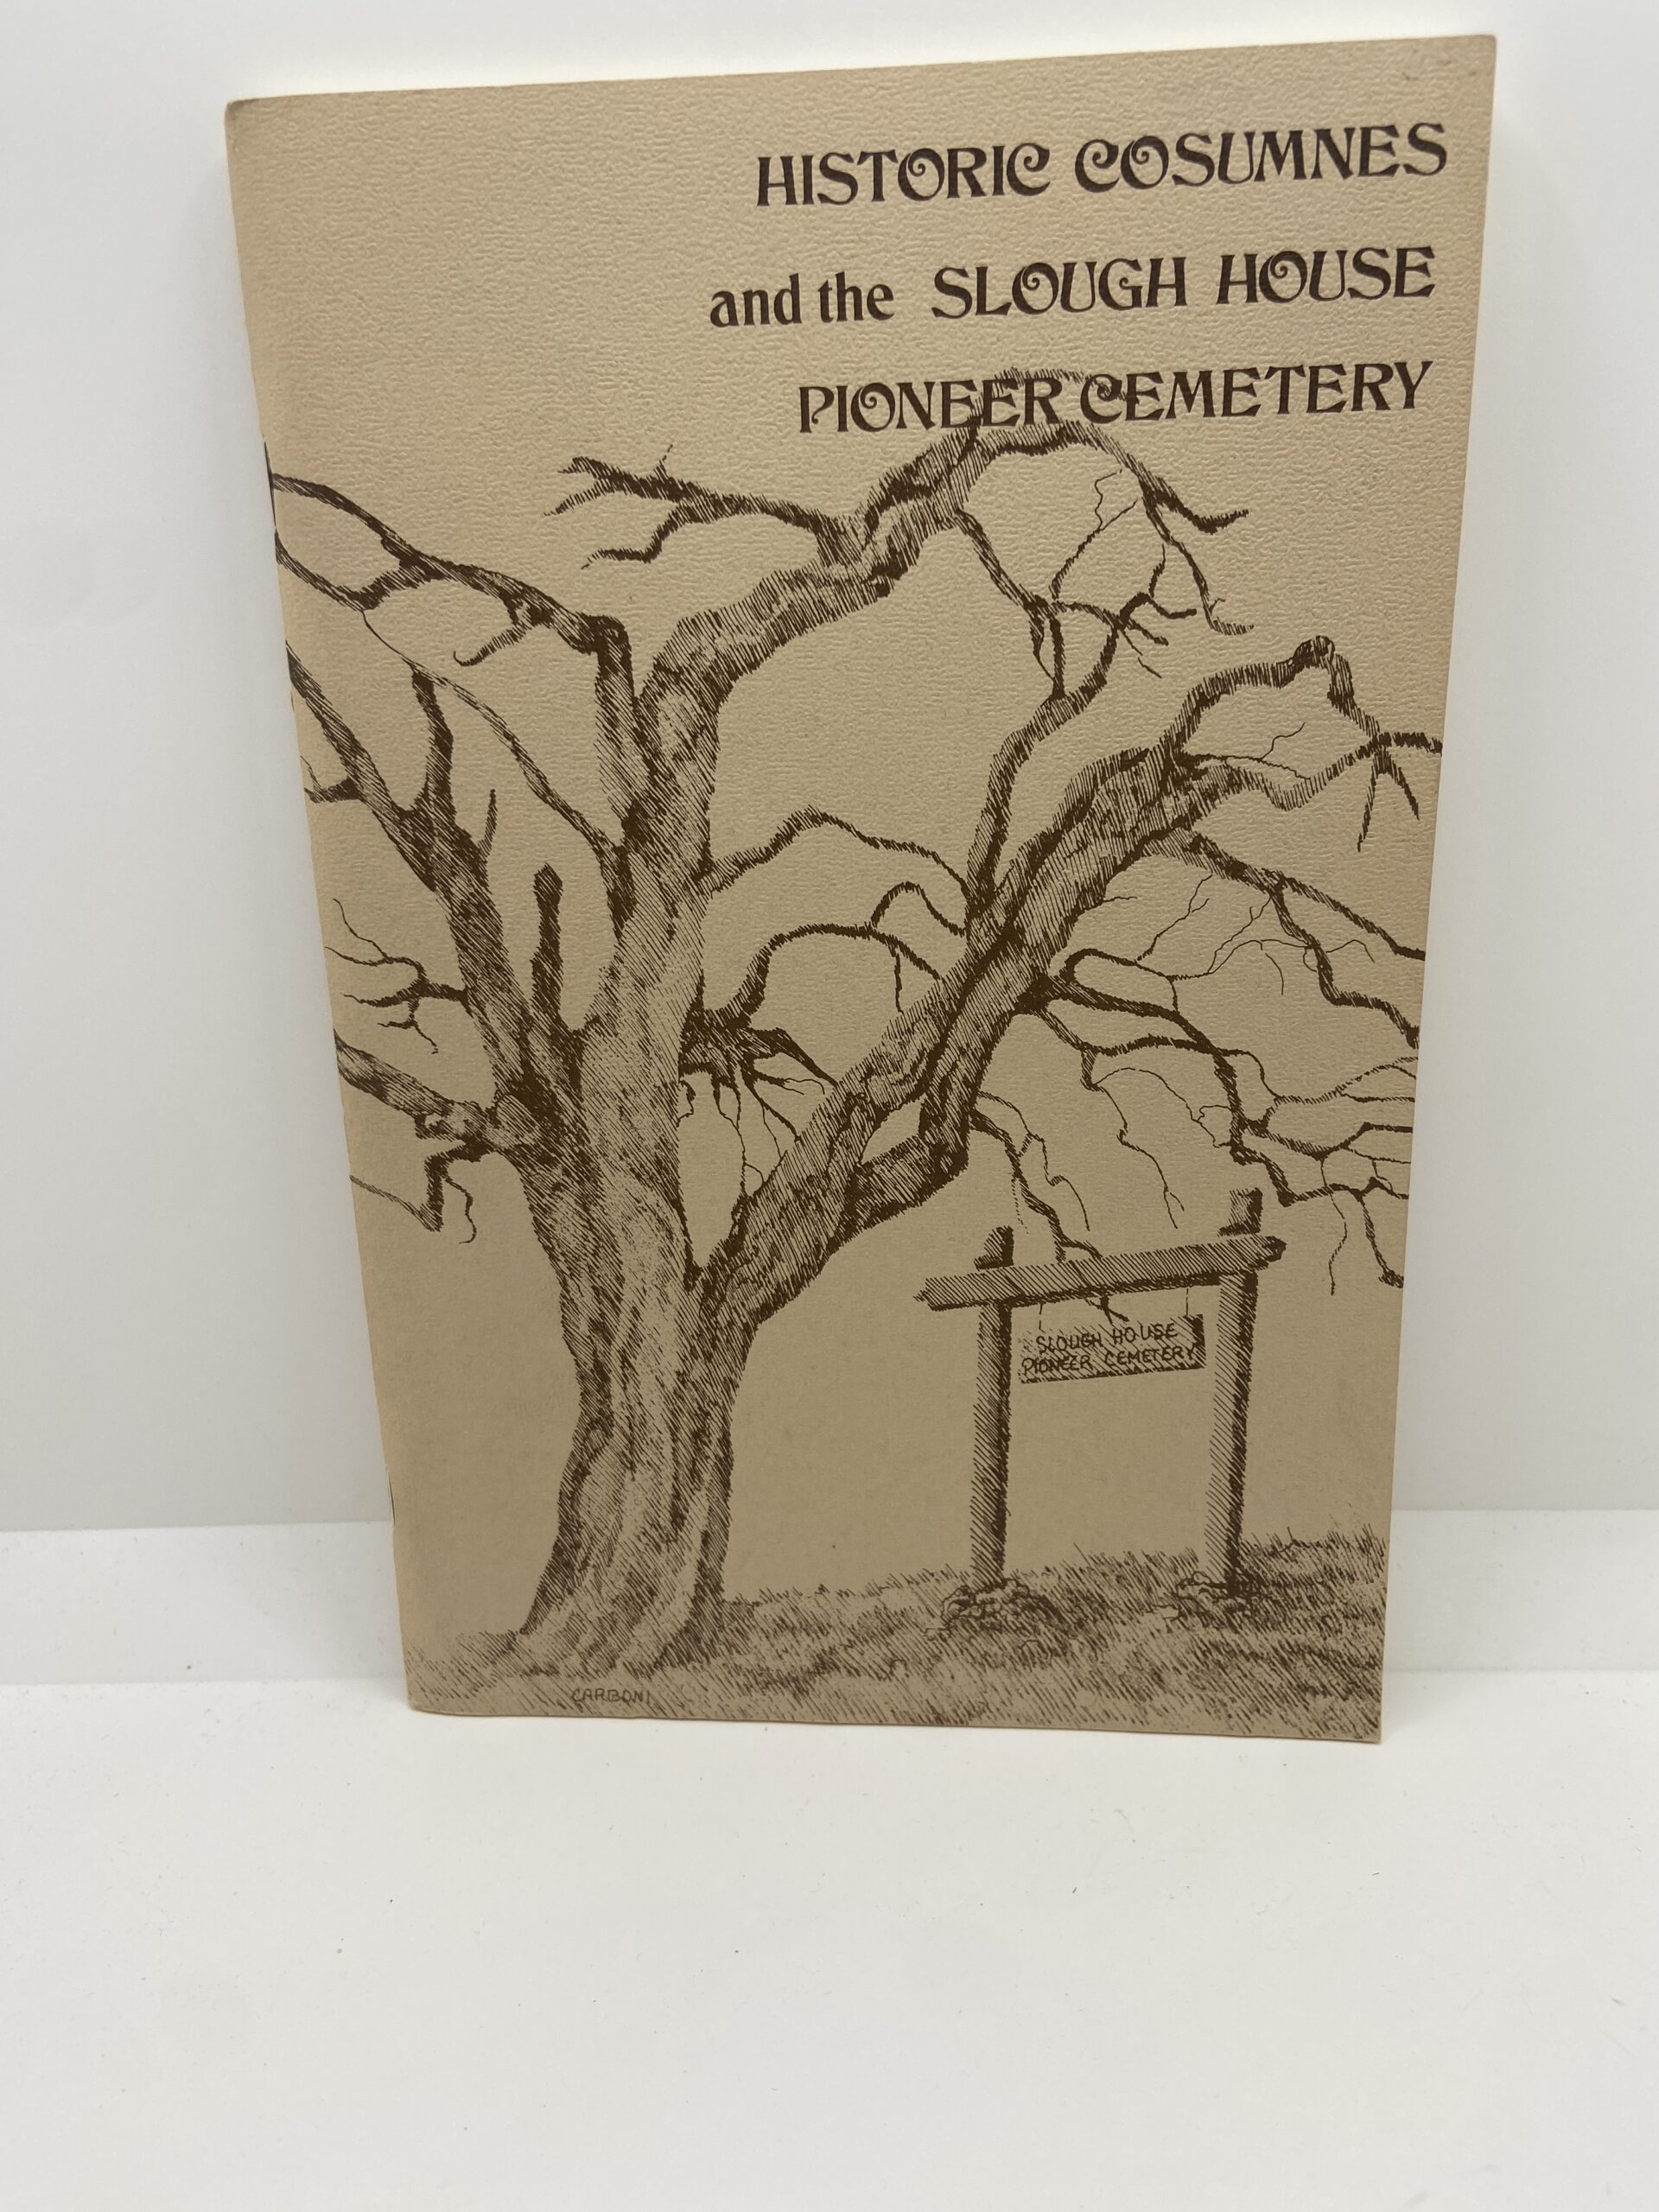 HISTORIC COSUMNES
and the SLOUGH HOUSE
PIONEER CEMETERY
SLOUGH HOUSE
PIONEER CEMETERY
CARBONI